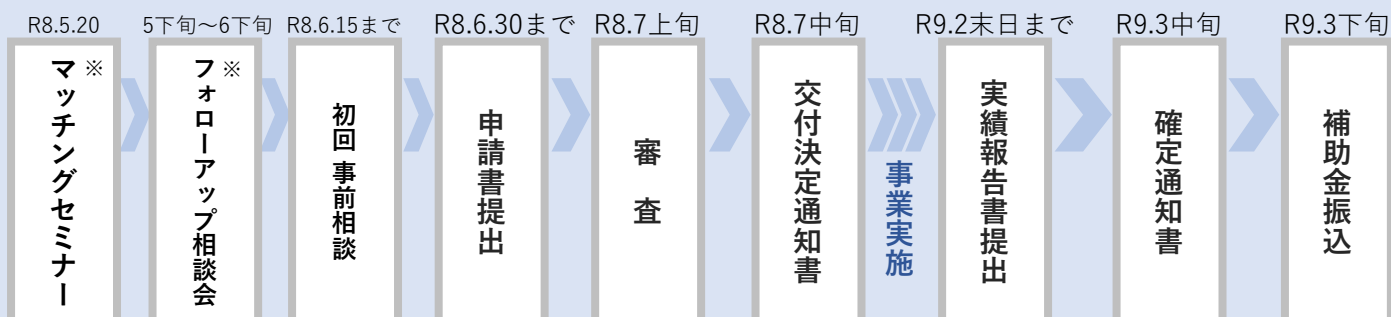 R8.5.20
マッチングセミナー ※
5下旬～6下旬
フォローアップ相談会 ※
R8.6.15まで
初回 事前相談
R8.6.30まで
申請書提出
R8.7上旬
審 査
R8.7中旬
交付決定通知書
事業実施
R9.2末日まで
実績報告書提出
R9.3中旬
確定通知書
R9.3下旬
補助金振込